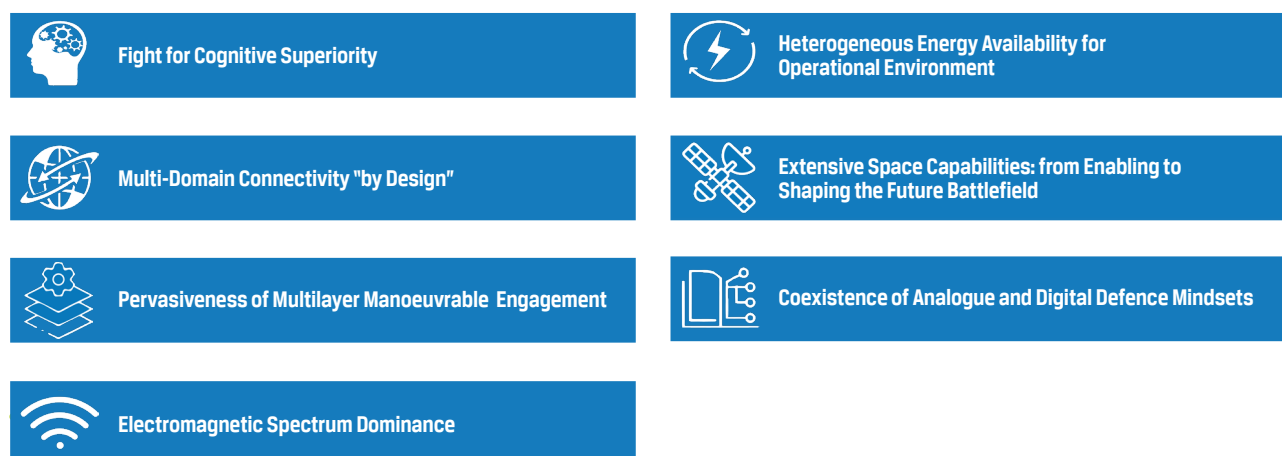 Fight for Cognitive Superiority
Multi-Domain Connectivity "by Design"
Pervasiveness of Multilayer Manoeuvrable Engagement
Electromagnetic Spectrum Dominance
Heterogeneous Energy Availability for
Operational Environment
Extensive Space Capabilities: from Enabling to
Shaping the Future Battlefield
Coexistence of Analogue and Digital Defence Mindsets